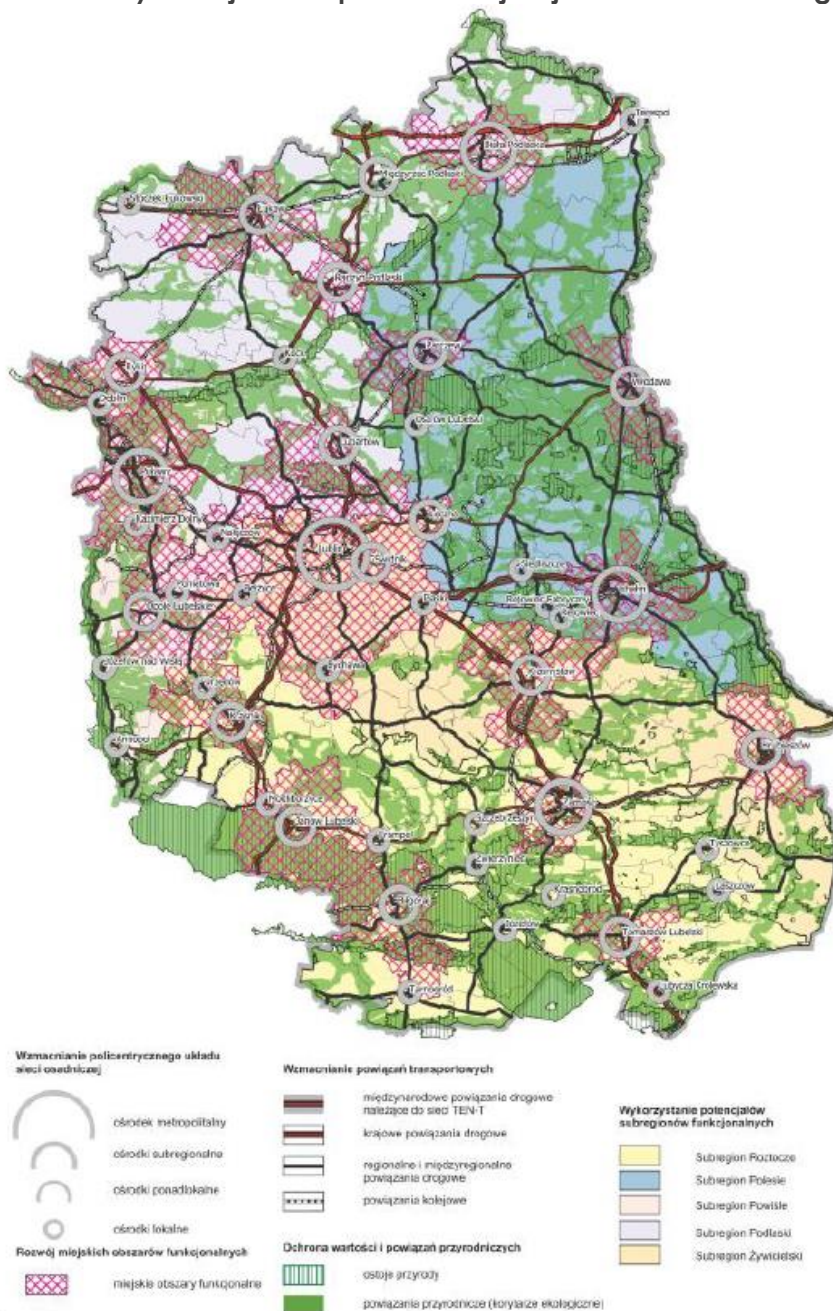 Terespol
Biała Podlaska
Międzyrzec Podlaski
Stoczek Łukowski
Łuków
Radzyń Podlaski
Parczew
Kock
Ryki
Dęblin
Włodawa
Ostrów Lubelski
Lubartów
Puławy
Kazimierz Dolny
Nałęczów
Łęczna
Lublin
Świdnik
Siedliszcze
Chełm
Poniatowa
Bełżyce
Opole Lubelskie
Piaski
Rejowiec Fabryczny
Rejowiec
Józefów nad Wisłą
Bychawa
Krasnystaw
Urzędów
Kraśnik
Annopol
Hrubieszów
Modliborzyce
Janów Lubelski
Zamość
Szczebrzeszyn
Frampol
Tyszowce
Zwierzyniec
Łaszczów
Krasnobród
Biłgoraj
Józefów
Tomaszów Lubelski
Tarnogród
Lubycza Królewska
Wzmacnianie policentrycznego układu
sieci osadniczej
ośrodek metropolitalny
ośrodki subregionalne
ośrodki ponadlokalne
ośrodki lokalne
Rozwój miejskich obszarów funkcjonalnych
miejskie obszary funkcjonalne
Wzmacnianie powiązań transportowych
międzynarodowe powiązania drogowe
należące do sieci TEN-T
krajowe powiązania drogowe
regionalne i międzyregionalne
powiązania drogowe
powiązania kolejowe
Ochrona wartości i powiązań przyrodniczych
ostoje przyrody
powiązania przyrodnicze (korytarze ekologiczne)
Wykorzystanie potencjałów
subregionów funkcjonalnych
Subregion Roztocze
Subregion Polesie
Subregion Powiśle
Subregion Podlaski
Subregion Żywicielski